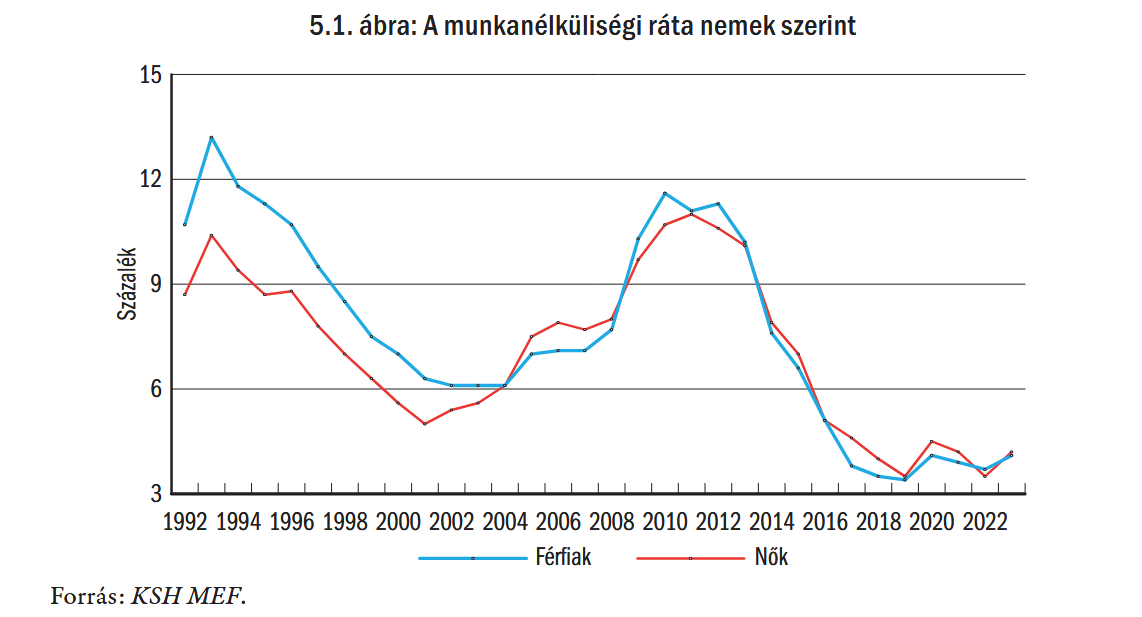 5.1. ábra: A munkanélküliségi ráta nemek szerint
Százalék
15
12
9
6
3
1992 1994 1996 1998 2000 2002 2004 2006 2008 2010 2012 2014 2016 2018 2020 2022
Férfiak Nők
Forrás: KSH MEF.